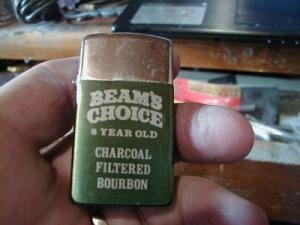 BEAM'S
CHOICE
8 YEAR OLD
CHARCOAL
FILTERED
BOURBON